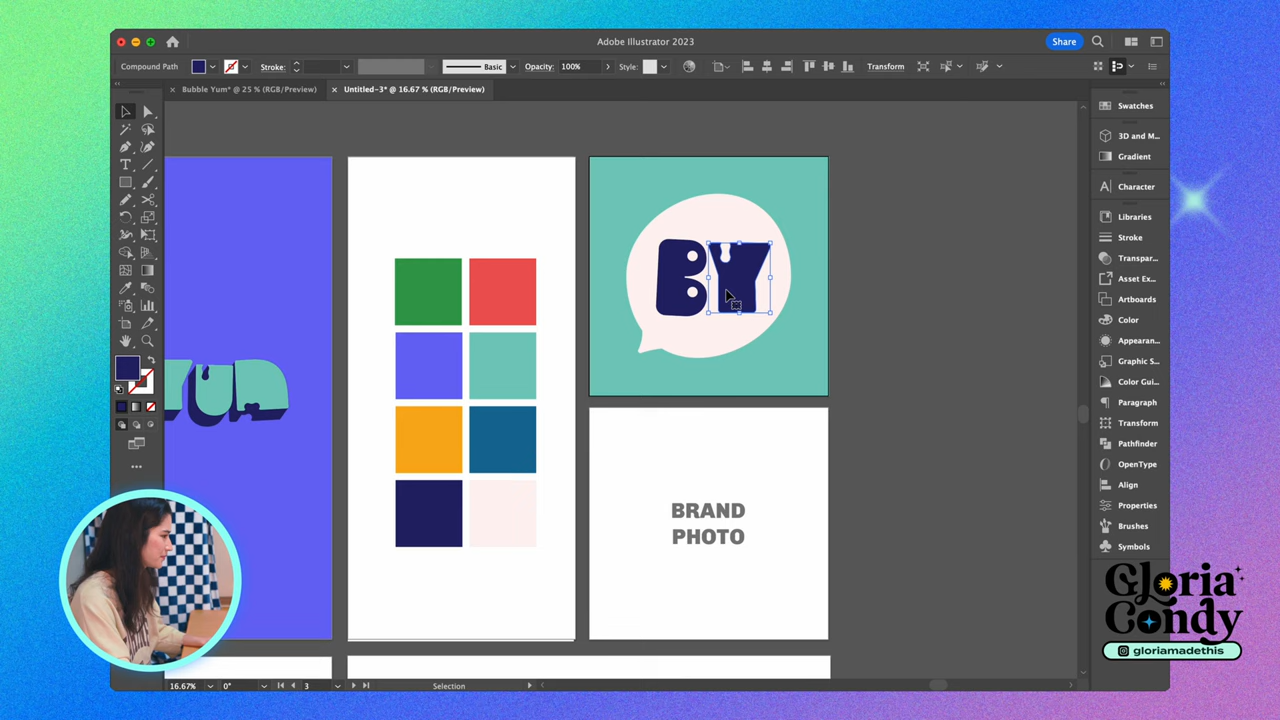 Adobe Illustrator 2023
Share
Compound Path
Stroke:
Basic
Opacity: 100%
Style:
Transform
× Bubble Yum* @ 25 % (RGB/Preview)
× Untitled-3* @ 16.67 % (RGB/Preview)
Swatches
3D and M...
Gradient
Character
Libraries
Stroke
Transpar...
Asset Ex...
Artboards
Color
Appearan...
Graphic S...
Color Gui...
Paragraph
Transform
Pathfinder
OpenType
Align
Properties
Brushes
Symbols
BY
YUM
BRAND
PHOTO
16.67%
0°
3
Selection
Gloria
Condy
gloriamadethis